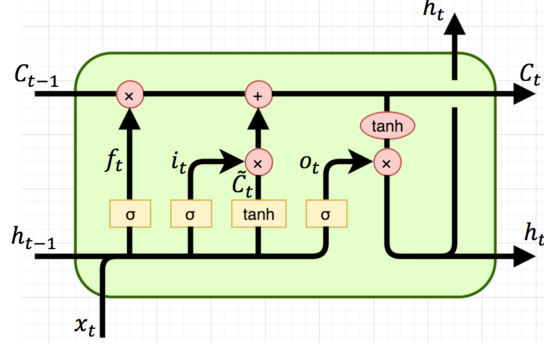 h_t
C_{t-1} × + C_t
tanh
f_t i_t × o_t ×
C̃_t
σ σ tanh σ
h_{t-1} h_t
x_t